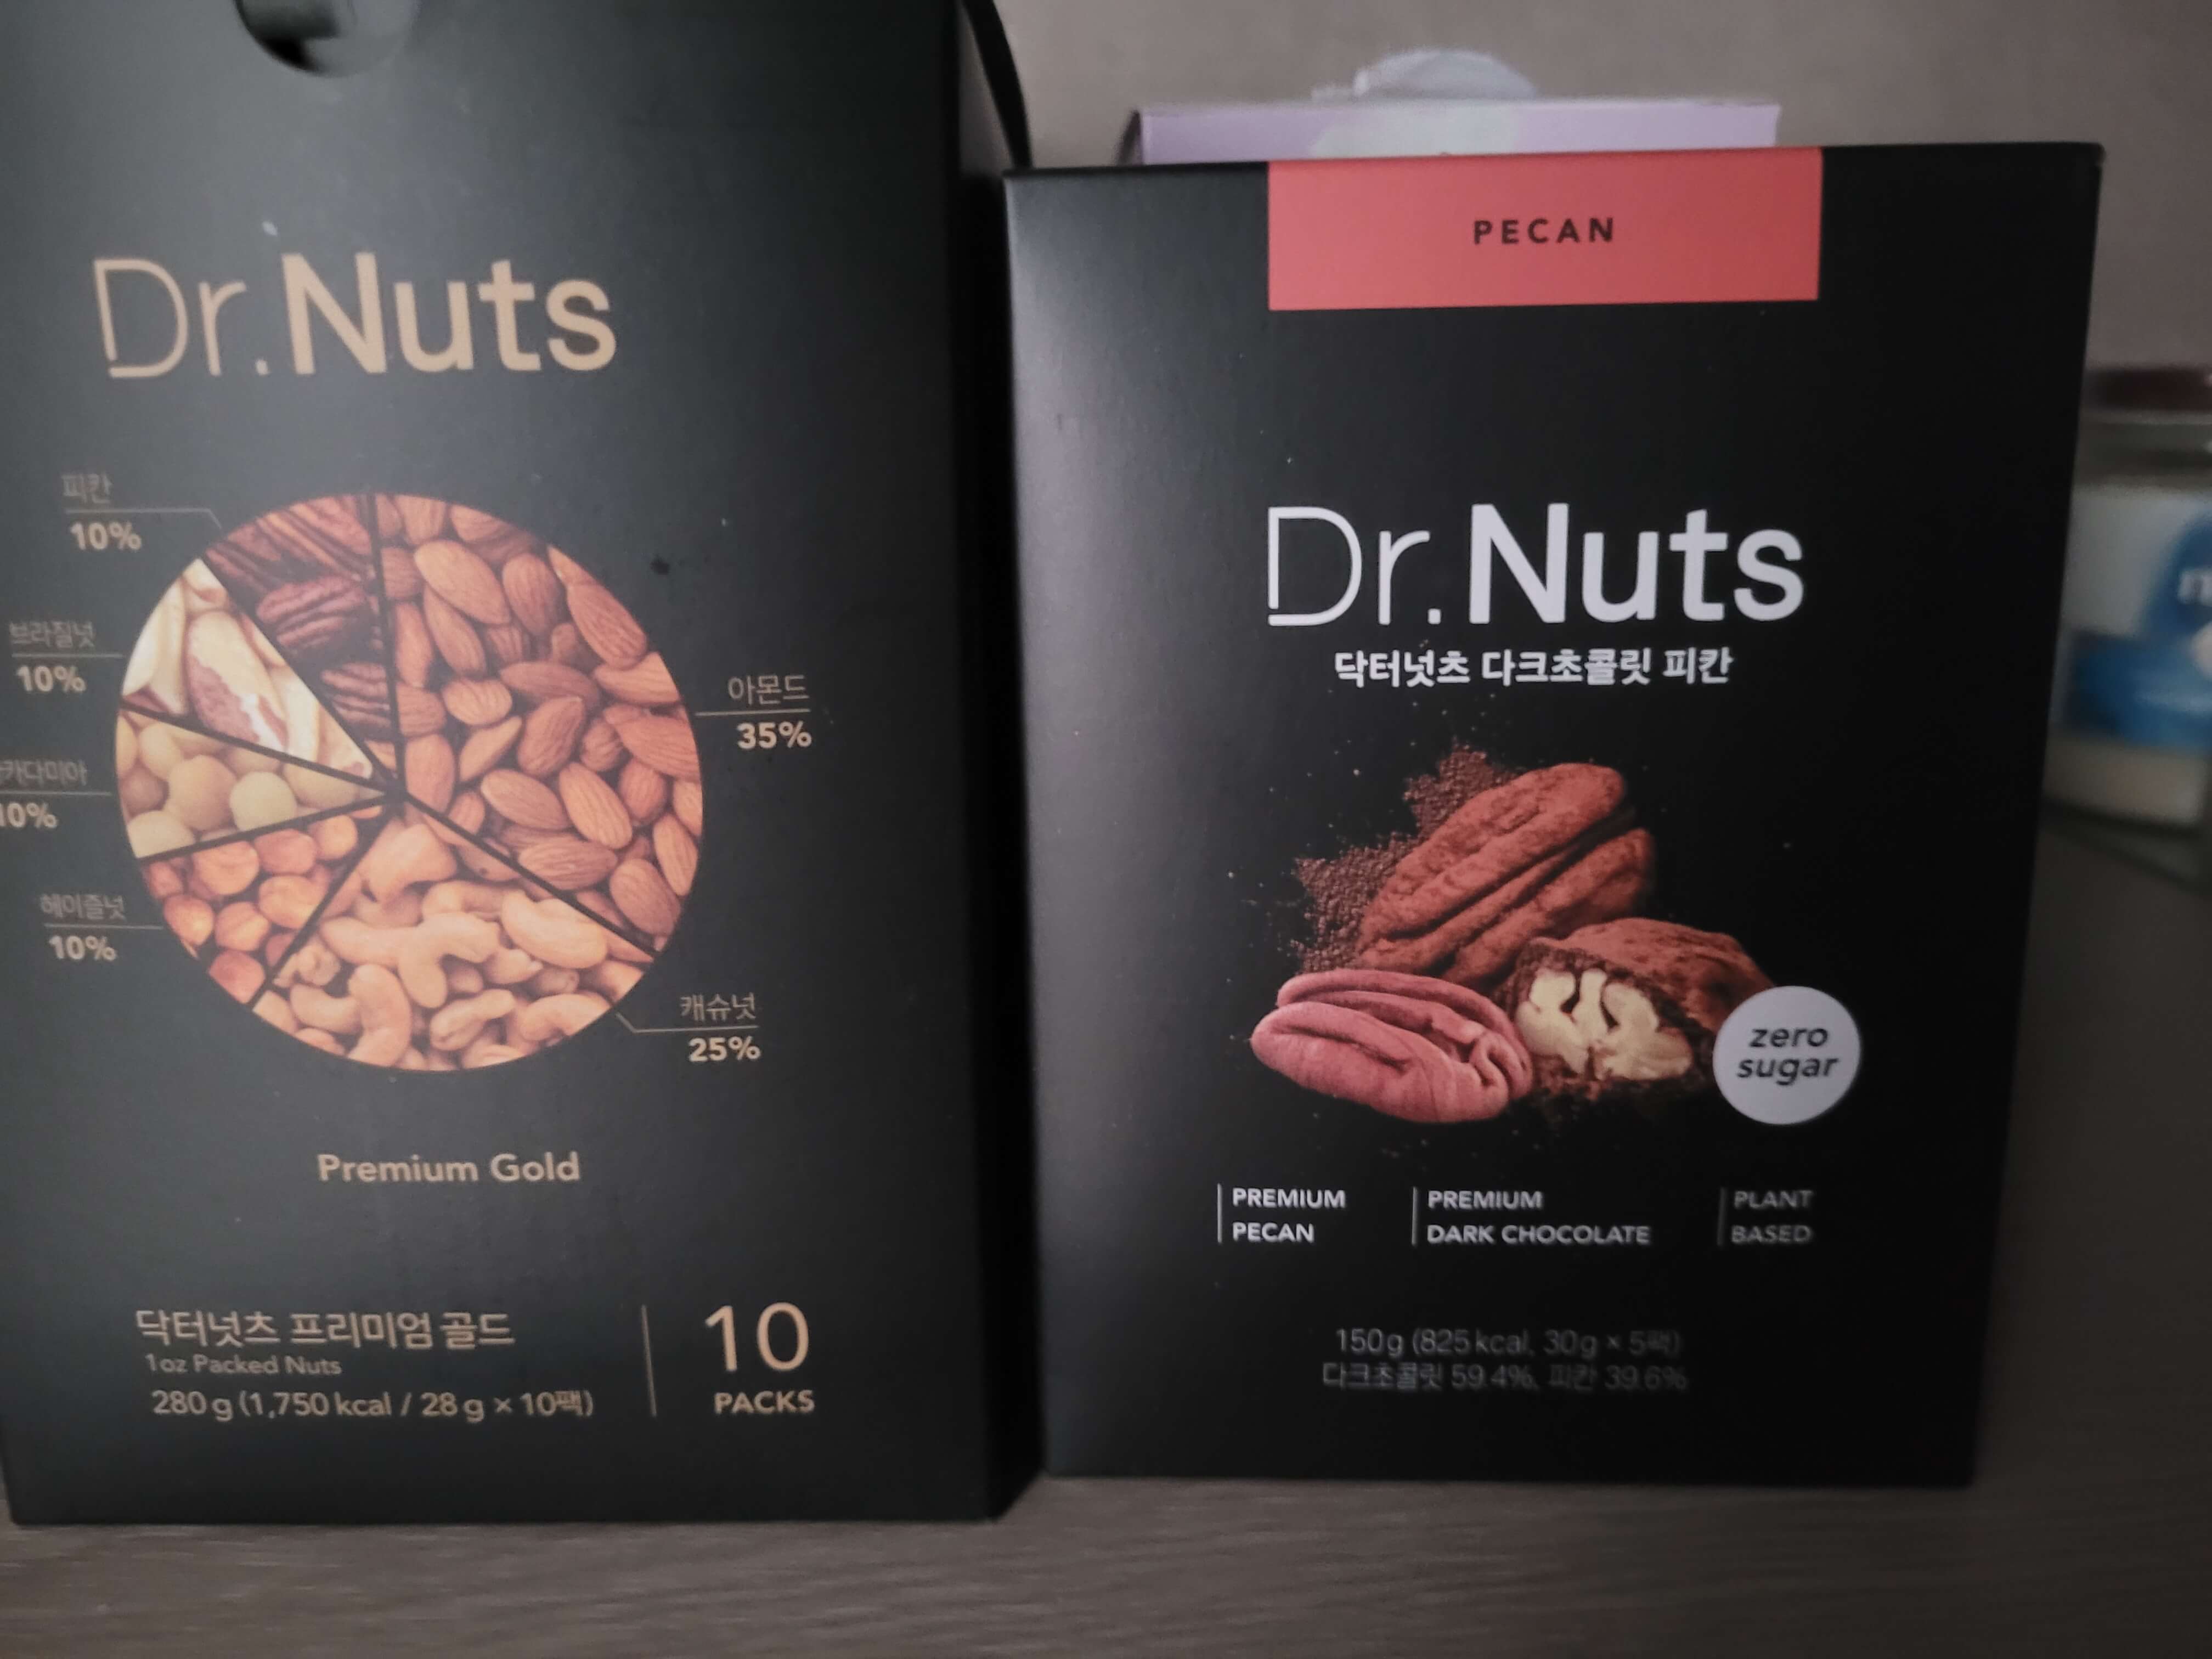 Dr.Nuts
피칸
10%
브라질넛
10%
아몬드
35%
10%
헤이즐넛
10%
캐슈넛
25%
Premium Gold
닥터넛츠 프리미엄 골드
1oz Packed Nuts
280g (1,750 kcal / 28 g × 10팩)
10
PACKS
PECAN
Dr.Nuts
닥터넛츠 다크초콜릿 피칸
zero
sugar
PREMIUM
PECAN
PREMIUM
DARK CHOCOLATE
PLANT
BASED
150g (825 kcal, 30g × 5팩)
다크초콜릿 59.4%, 피칸 39.6%